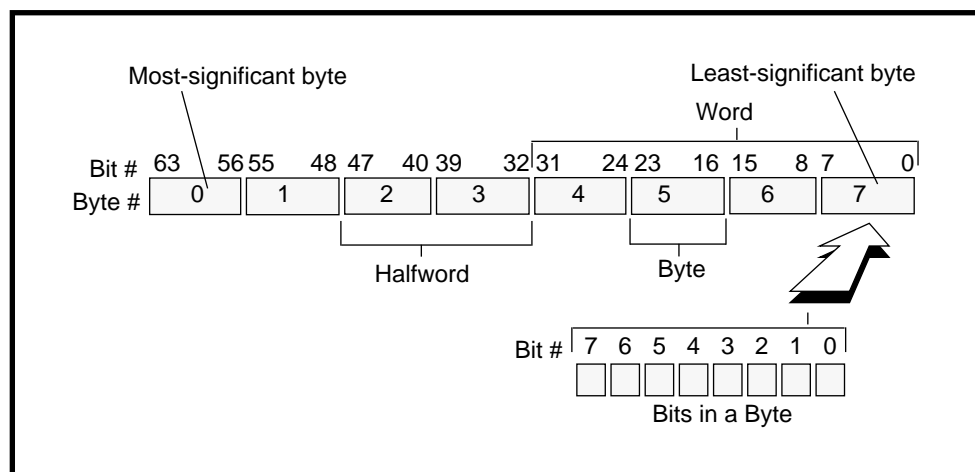 Most-significant byte
Least-significant byte
Word
Bit # 63 56 55 48 47 40 39 32 31 24 23 16 15 8 7 0
Byte # 0 1 2 3 4 5 6 7
Halfword
Byte
Bit # 7 6 5 4 3 2 1 0
Bits in a Byte